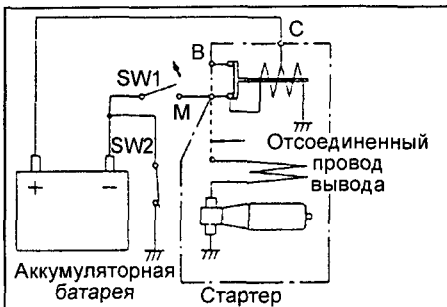 C
B
SW1
M
SW2
Отсоединенный
провод
вывода
+ −
Аккумуляторная
батарея
Стартер